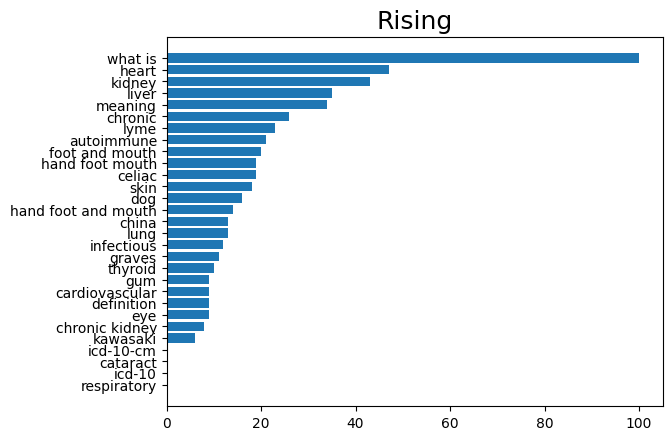 Rising
what is
heart
kidney
liver
meaning
chronic
lyme
autoimmune
foot and mouth
hand foot mouth
celiac
skin
dog
hand foot and mouth
china
lung
infectious
graves
thyroid
gum
cardiovascular
definition
eye
chronic kidney
kawasaki
icd-10-cm
cataract
icd-10
respiratory
0 20 40 60 80 100